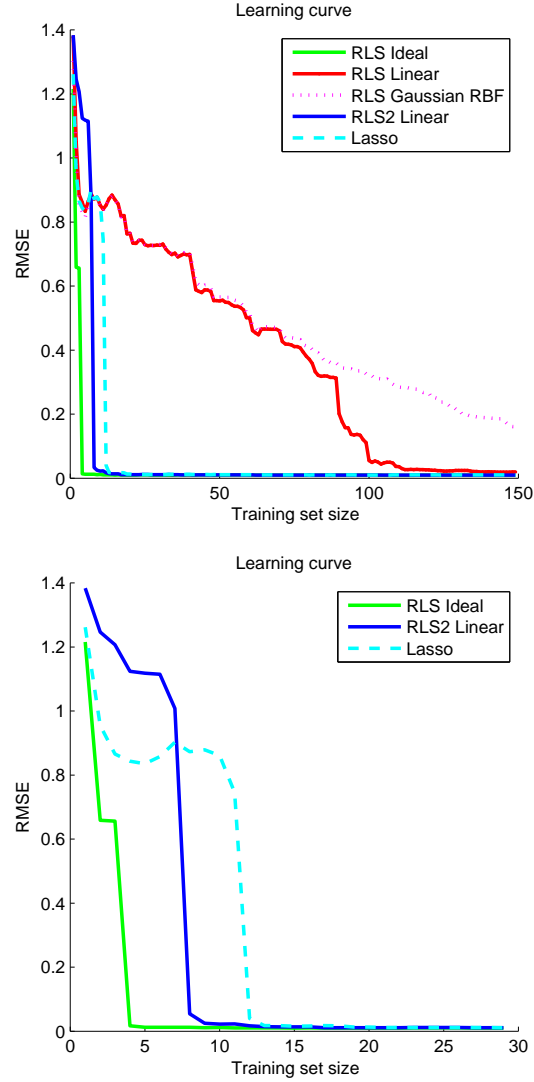 Learning curve
1.4
1.2
1
0.8
0.6
0.4
0.2
0
RMSE
RLS Ideal
RLS Linear
RLS Gaussian RBF
RLS2 Linear
Lasso
0 50 100 150
Training set size
Learning curve
1.4
1.2
1
0.8
0.6
0.4
0.2
0
RMSE
RLS Ideal
RLS2 Linear
Lasso
0 5 10 15 20 25 30
Training set size